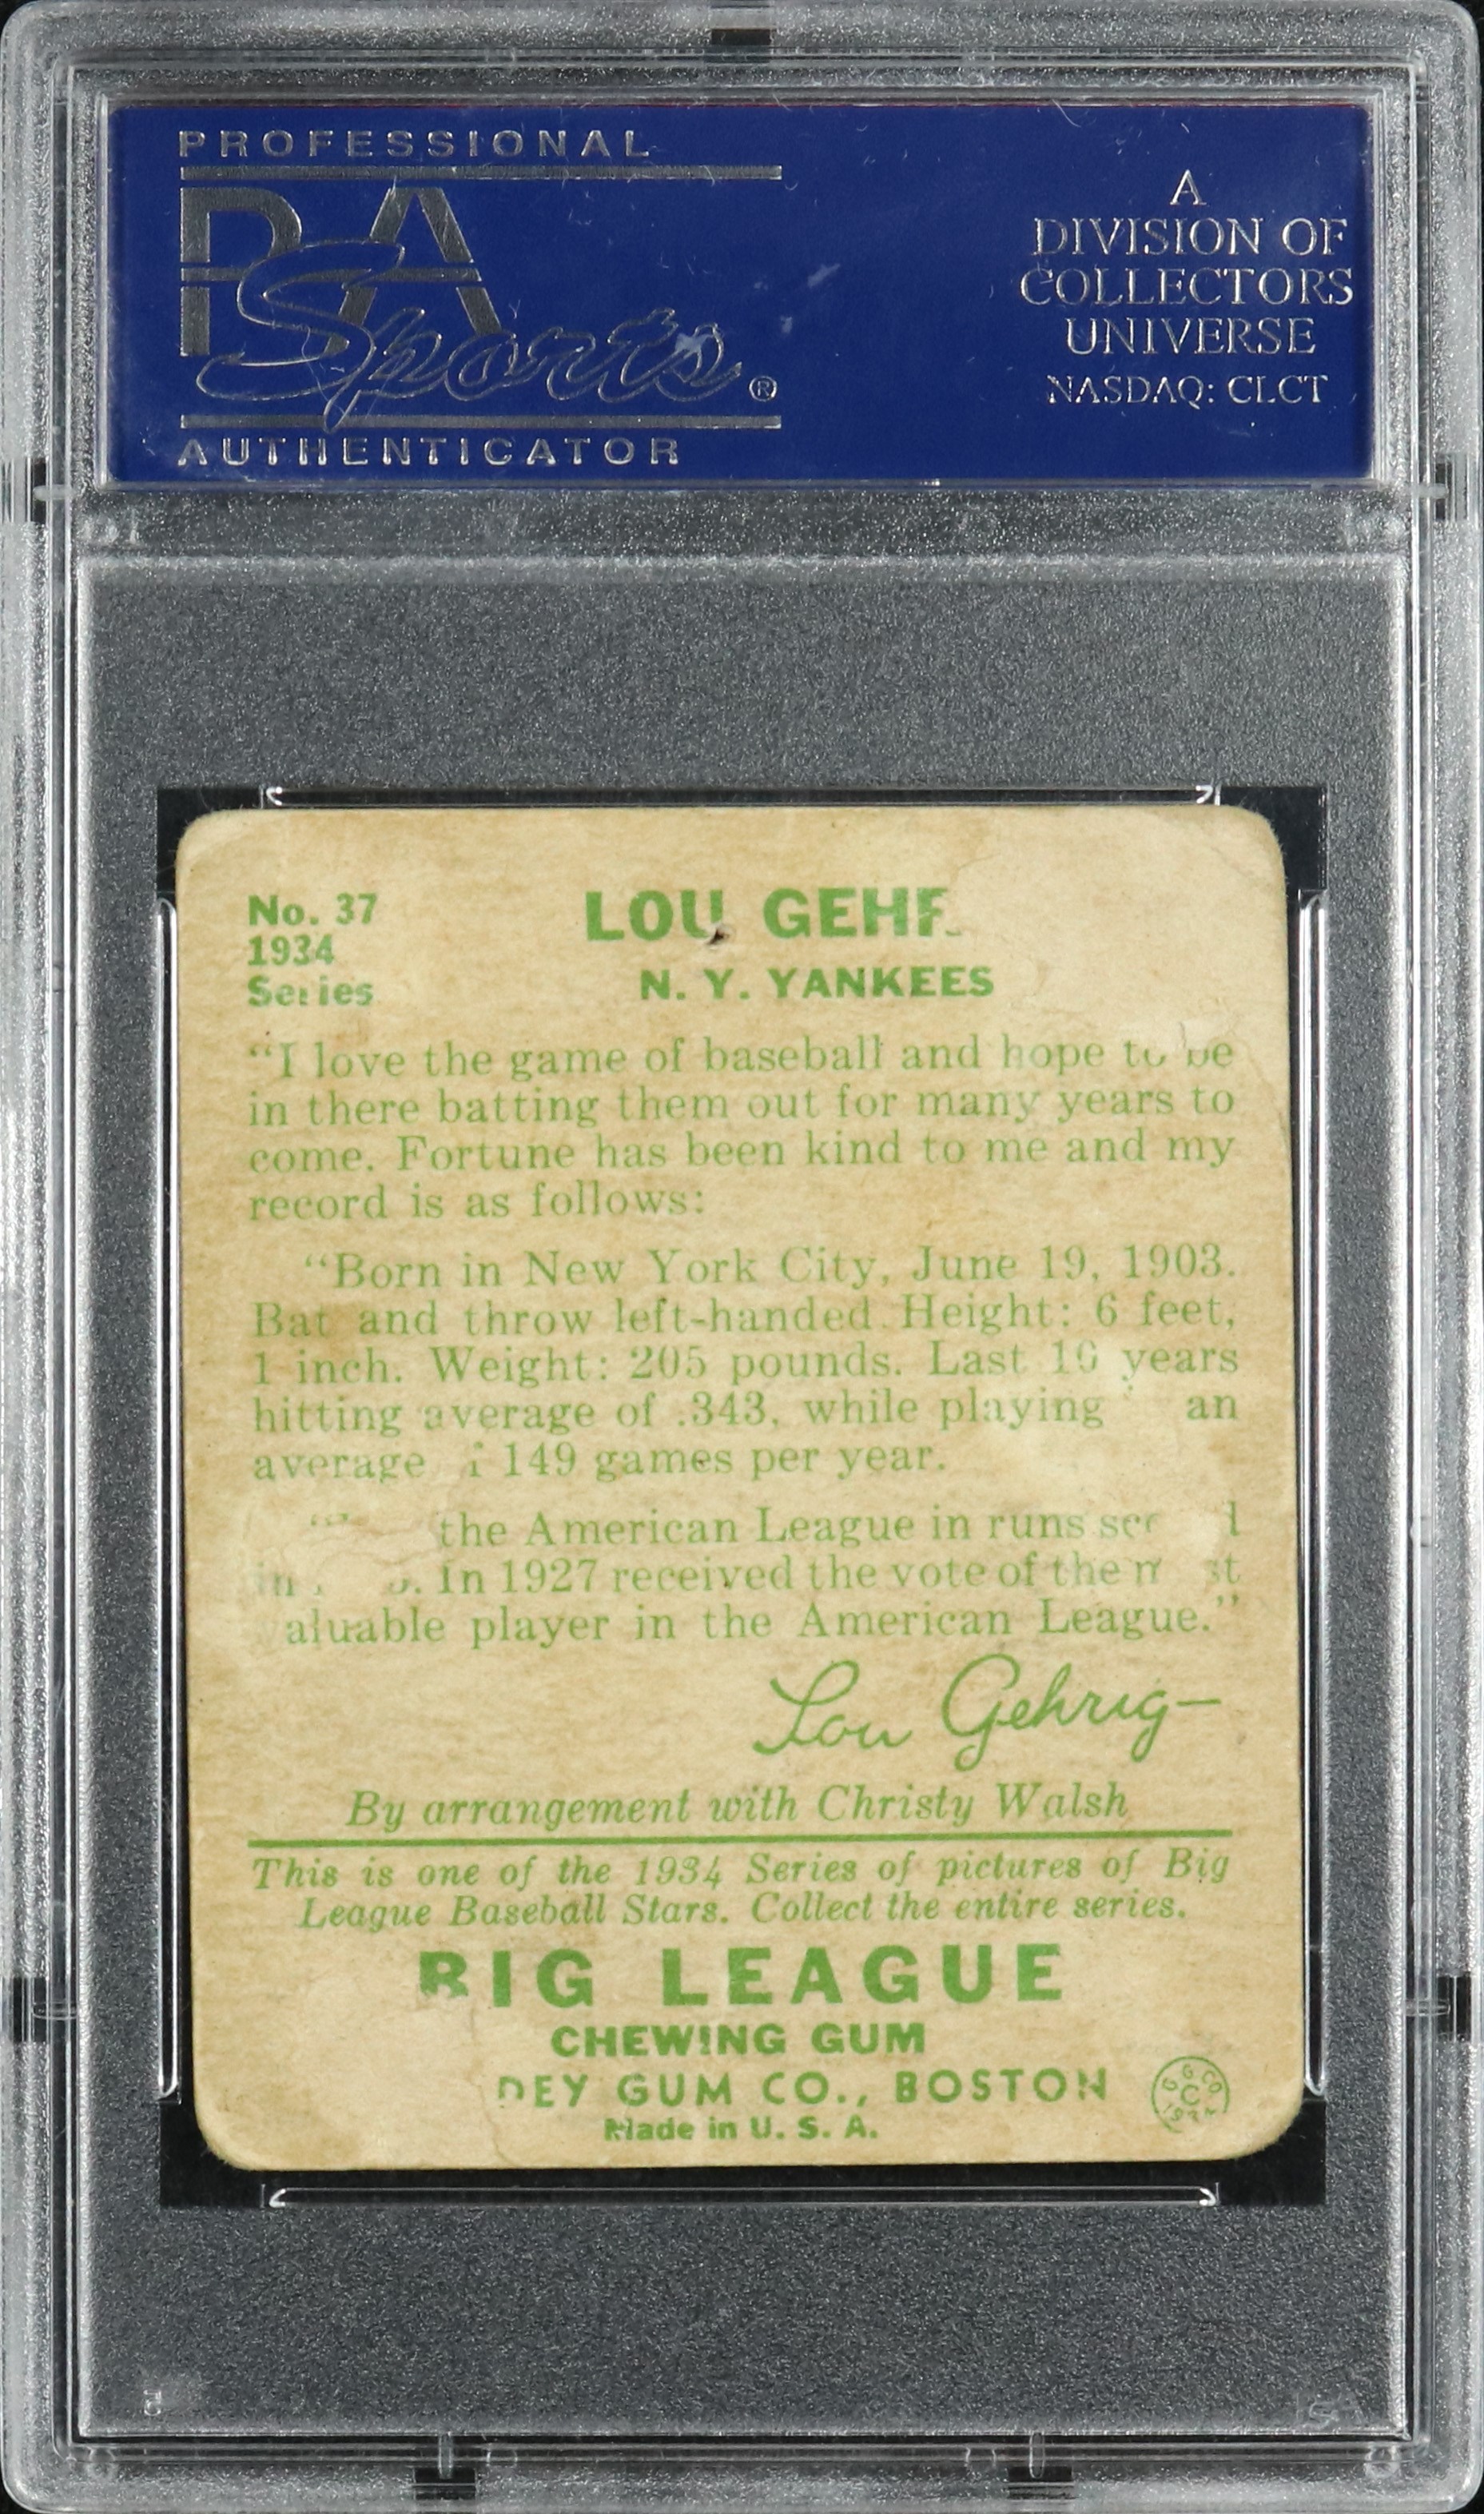 PROFESSIONAL
PSA
Sports®
AUTHENTICATOR
A
DIVISION OF
COLLECTORS
UNIVERSE
NASDAQ: CLCT
No. 37
1934
Series
LOU
N. Y. YANKEES
“I love the game of baseball and hope to be
in there batting them out for many years to
come. Fortune has been kind to me and my
record is as follows:
“Born in New York City, June 19, 1903.
Bat and throw left-handed. Height: 6 feet,
1 inch. Weight: 205 pounds. Last 10 years
hitting average of .343, while playing an
average 149 games per year.
the American League in runs
In 1927 received the vote of the
aluable player in the American League.”
Lou Gehrig
By arrangement with Christy Walsh
This is one of the 1934 Series of pictures of Big
League Baseball Stars. Collect the entire series.
BIG LEAGUE
CHEWING GUM
DEY GUM CO., BOSTON
Made in U. S. A.